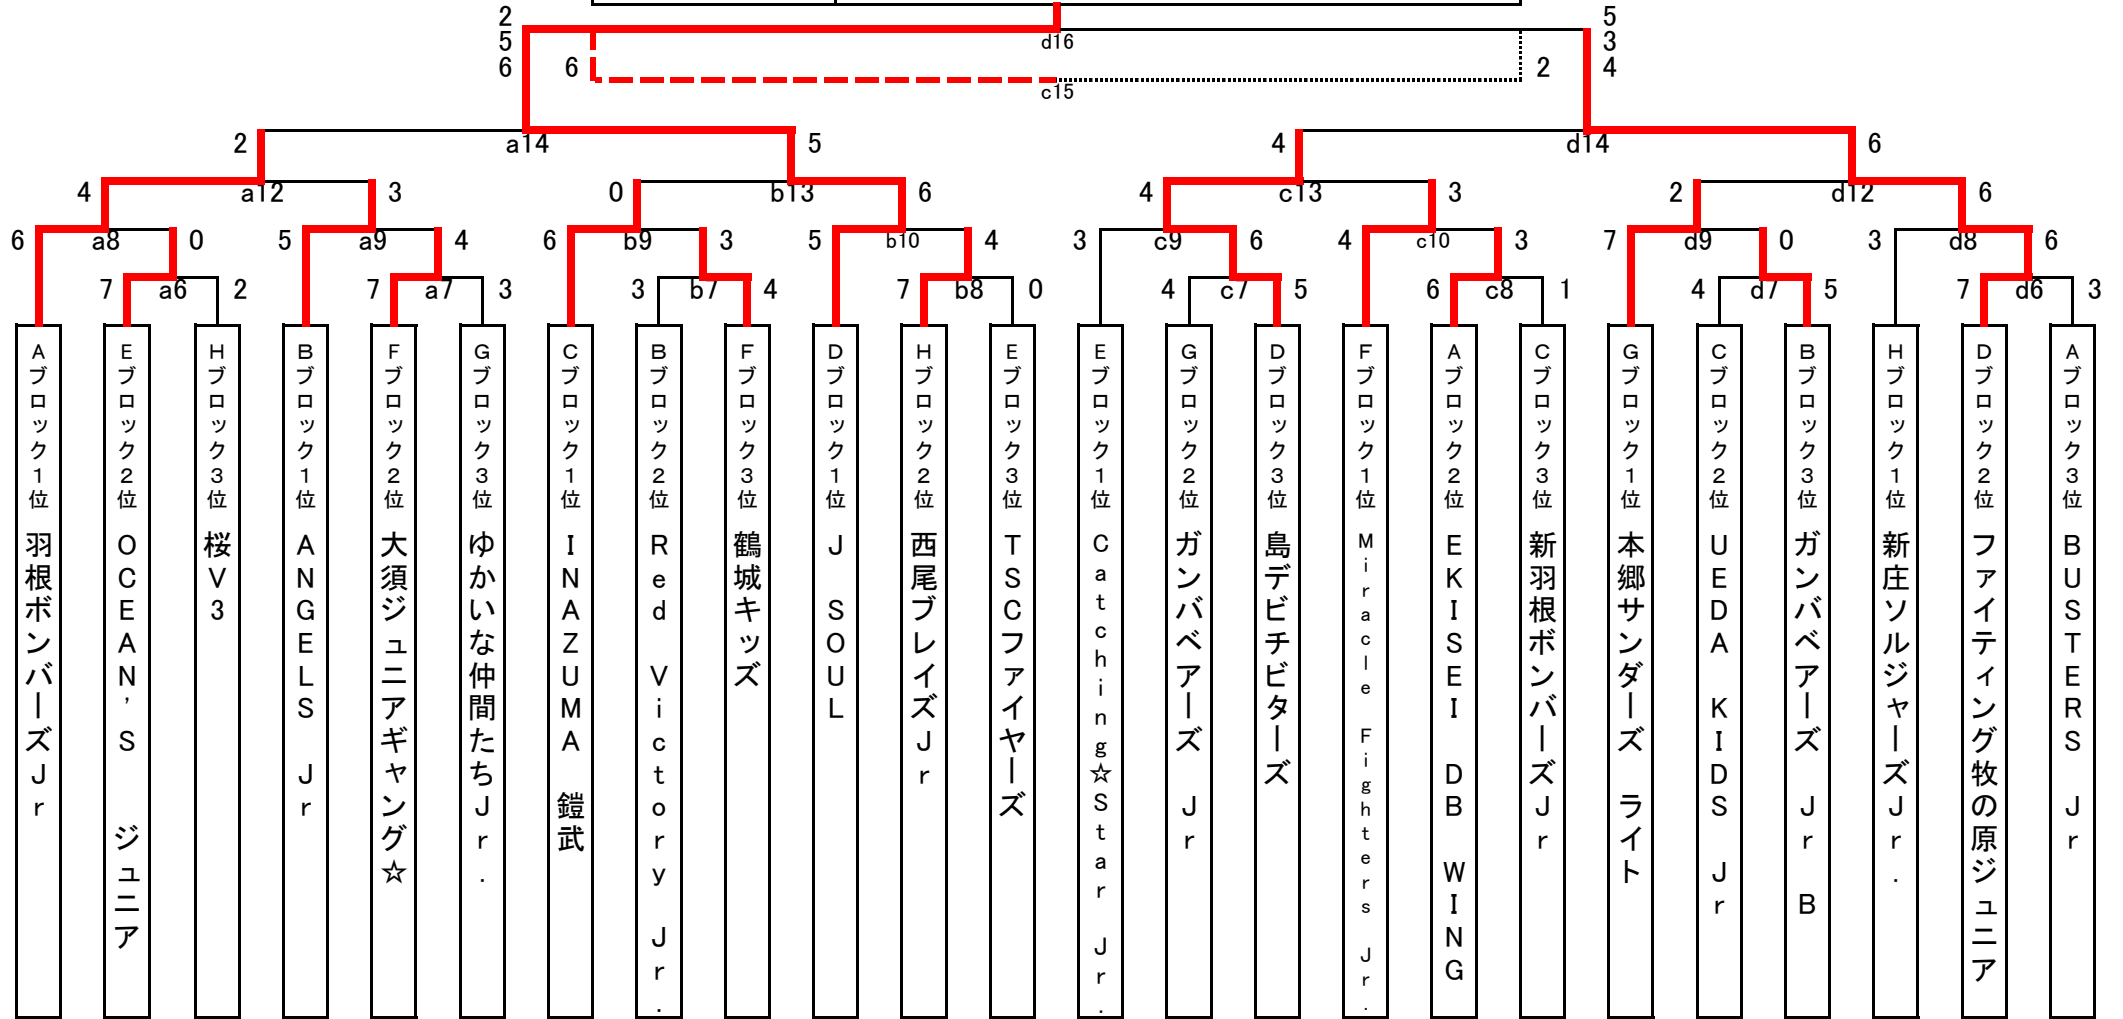 2 5
5 d16 3
6 6 2 4
c15
2 a14 5 4 d14 6
4 a12 3 0 b13 6 4 c13 3 2 d12 6
6 a8 0 5 a9 4 6 b9 3 5 b10 4 3 c9 6 4 c10 3 7 d9 0 3 d8 6
7 a6 2 7 a7 3 3 b7 4 7 b8 0 4 c7 5 6 c8 1 4 d7 5 7 d6 3
Aブロック1位 羽根ボンバーズJr
Eブロック2位 OCEAN'S ジュニア
Hブロック3位 桜V3
Bブロック1位 ANGELS Jr
Fブロック2位 大須ジュニアギャング☆
Gブロック3位 ゆかいな仲間たちJr.
Cブロック1位 INAZUMA 鎧武
Bブロック2位 Red Victory Jr.
Fブロック3位 鶴城キッズ
Dブロック1位 J SOUL
Hブロック2位 西尾ブレイズJr
Eブロック3位 TSCファイヤーズ
Eブロック1位 Catching☆Star Jr.
Gブロック2位 ガンバベアーズ Jr
Dブロック3位 島デビチビターズ
Fブロック1位 Miracle Fighters Jr.
Aブロック2位 EKISEI DB WING
Cブロック3位 新羽根ボンバーズJr
Gブロック1位 本郷サンダーズ ライト
Cブロック2位 UEDA KIDS Jr
Bブロック3位 ガンバベアーズ Jr B
Hブロック1位 新庄ソルジャーズJr.
Dブロック2位 ファイティング牧の原ジュニア
Aブロック3位 BUSTERS Jr